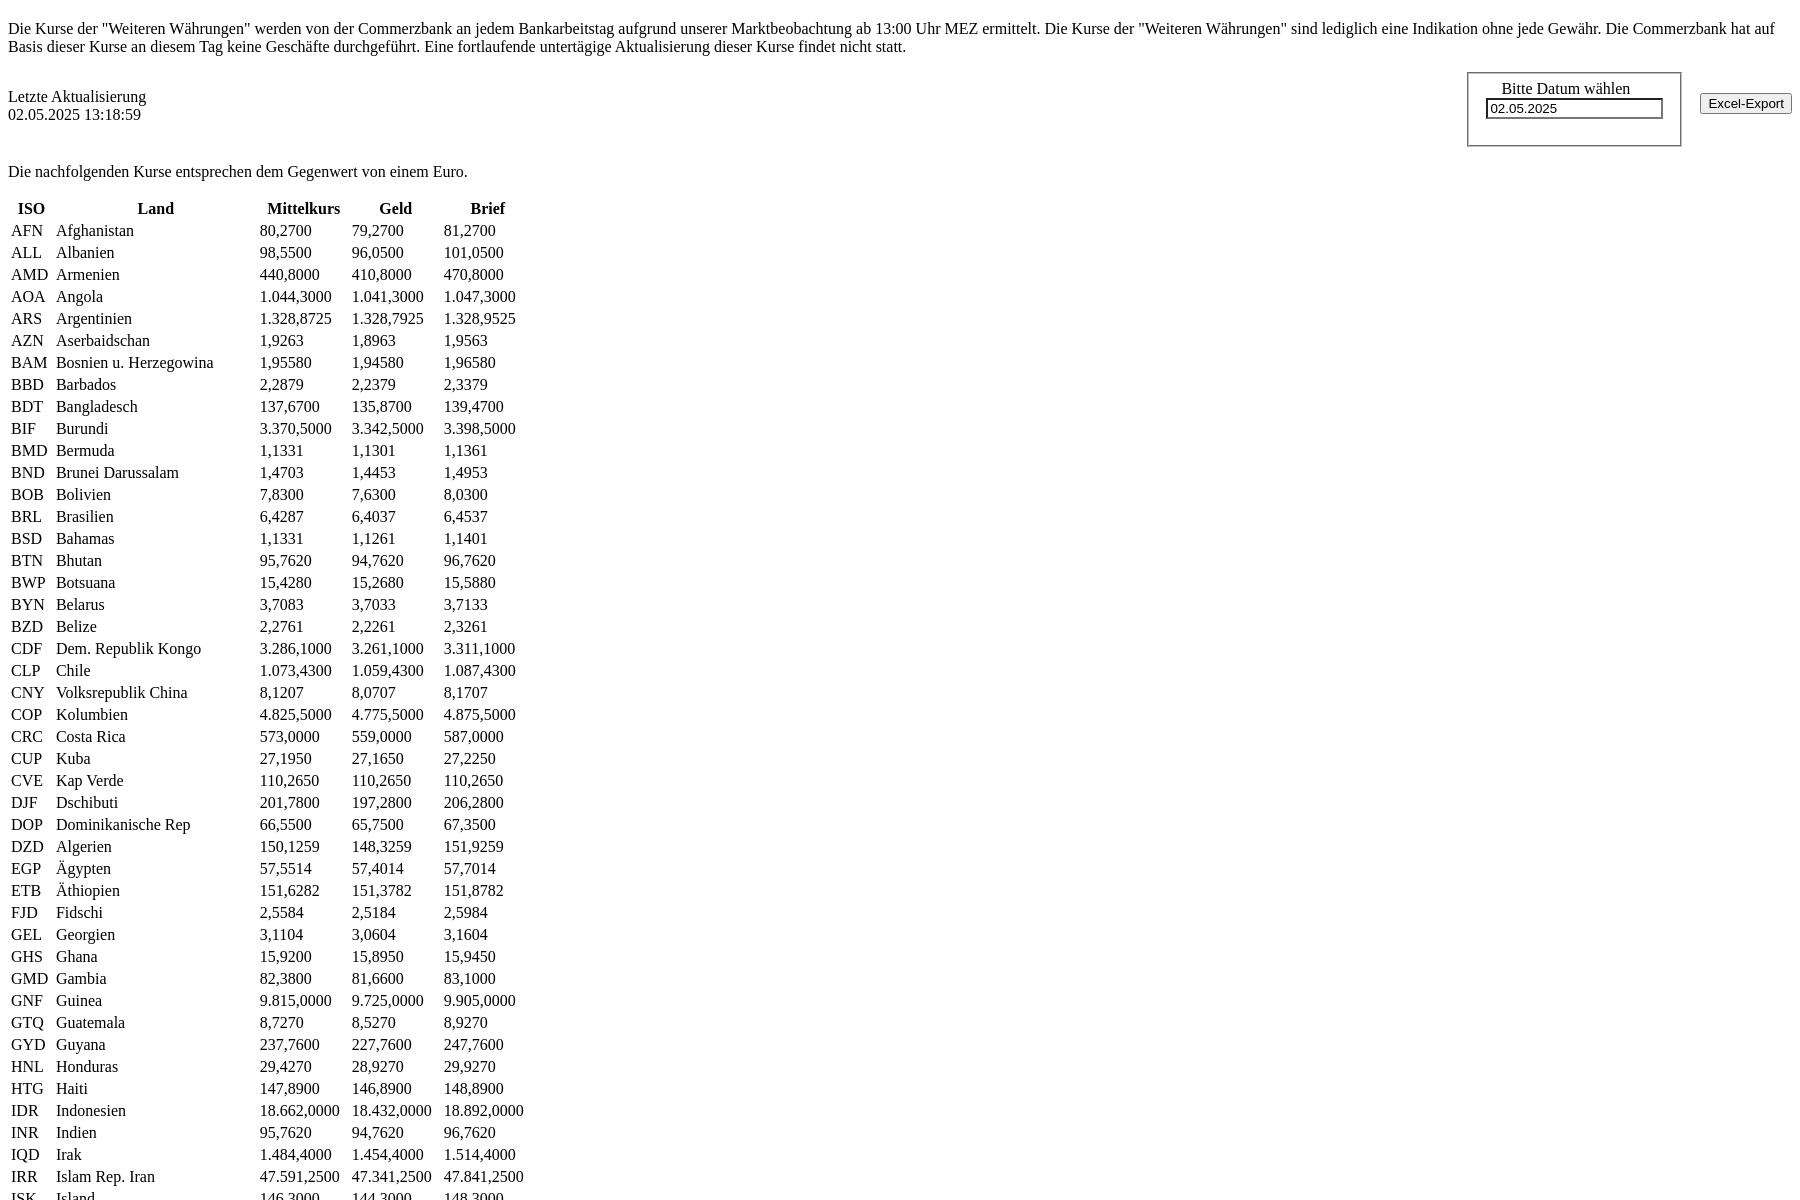 Die Kurse der "Weiteren Währungen" werden von der Commerzbank an jedem Bankarbeitstag aufgrund unserer Marktbeobachtung ab 13:00 Uhr MEZ ermittelt. Die Kurse der "Weiteren Währungen" sind lediglich eine Indikation ohne jede Gewähr. Die Commerzbank hat auf
Basis dieser Kurse an diesem Tag keine Geschäfte durchgeführt. Eine fortlaufende untertägige Aktualisierung dieser Kurse findet nicht statt.
Letzte Aktualisierung
02.05.2025 13:18:59
Bitte Datum wählen
02.05.2025
Excel-Export
Die nachfolgenden Kurse entsprechen dem Gegenwert von einem Euro.
ISO Land Mittelkurs Geld Brief
AFN Afghanistan 80,2700 79,2700 81,2700
ALL Albanien 98,5500 96,0500 101,0500
AMD Armenien 440,8000 410,8000 470,8000
AOA Angola 1.044,3000 1.041,3000 1.047,3000
ARS Argentinien 1.328,8725 1.328,7925 1.328,9525
AZN Aserbaidschan 1,9263 1,8963 1,9563
BAM Bosnien u. Herzegowina 1,95580 1,94580 1,96580
BBD Barbados 2,2879 2,2379 2,3379
BDT Bangladesch 137,6700 135,8700 139,4700
BIF Burundi 3.370,5000 3.342,5000 3.398,5000
BMD Bermuda 1,1331 1,1301 1,1361
BND Brunei Darussalam 1,4703 1,4453 1,4953
BOB Bolivien 7,8300 7,6300 8,0300
BRL Brasilien 6,4287 6,4037 6,4537
BSD Bahamas 1,1331 1,1261 1,1401
BTN Bhutan 95,7620 94,7620 96,7620
BWP Botsuana 15,4280 15,2680 15,5880
BYN Belarus 3,7083 3,7033 3,7133
BZD Belize 2,2761 2,2261 2,3261
CDF Dem. Republik Kongo 3.286,1000 3.261,1000 3.311,1000
CLP Chile 1.073,4300 1.059,4300 1.087,4300
CNY Volksrepublik China 8,1207 8,0707 8,1707
COP Kolumbien 4.825,5000 4.775,5000 4.875,5000
CRC Costa Rica 573,0000 559,0000 587,0000
CUP Kuba 27,1950 27,1650 27,2250
CVE Kap Verde 110,2650 110,2650 110,2650
DJF Dschibuti 201,7800 197,2800 206,2800
DOP Dominikanische Rep 66,5500 65,7500 67,3500
DZD Algerien 150,1259 148,3259 151,9259
EGP Ägypten 57,5514 57,4014 57,7014
ETB Äthiopien 151,6282 151,3782 151,8782
FJD Fidschi 2,5584 2,5184 2,5984
GEL Georgien 3,1104 3,0604 3,1604
GHS Ghana 15,9200 15,8950 15,9450
GMD Gambia 82,3800 81,6600 83,1000
GNF Guinea 9.815,0000 9.725,0000 9.905,0000
GTQ Guatemala 8,7270 8,5270 8,9270
GYD Guyana 237,7600 227,7600 247,7600
HNL Honduras 29,4270 28,9270 29,9270
HTG Haiti 147,8900 146,8900 148,8900
IDR Indonesien 18.662,0000 18.432,0000 18.892,0000
INR Indien 95,7620 94,7620 96,7620
IQD Irak 1.484,4000 1.454,4000 1.514,4000
IRR Islam Rep. Iran 47.591,2500 47.341,2500 47.841,2500
ISK Island 146,3000 144,3000 148,3000